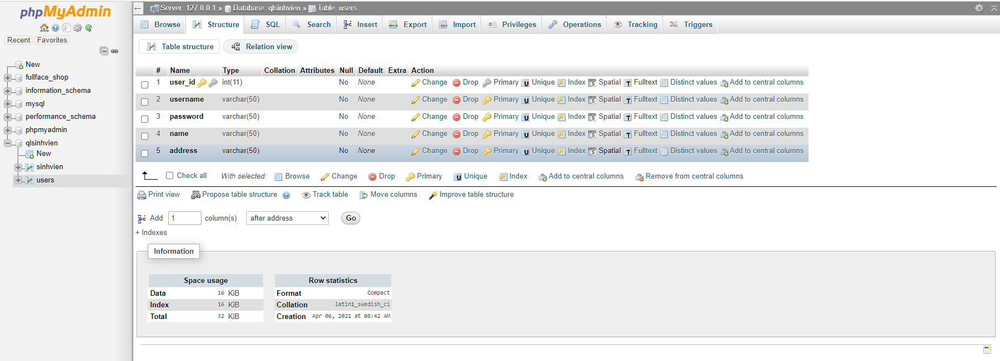 phpMyAdmin
Recent Favorites
New
fullface_shop
information_schema
mysql
performance_schema
phpmyadmin
qlsinhvien
New
sinhvien
users
Server: 127.0.0.1 » Database: qlsinhvien » Table: users
Browse Structure SQL Search Insert Export Import Privileges Operations Tracking Triggers
Table structure Relation view
# Name Type Collation Attributes Null Default Extra Action
1 user_id int(11) No None Change Drop Primary Unique Index Spatial Fulltext Distinct values Add to central columns
2 username varchar(50) No None Change Drop Primary Unique Index Spatial Fulltext Distinct values Add to central columns
3 password varchar(50) No None Change Drop Primary Unique Index Spatial Fulltext Distinct values Add to central columns
4 name varchar(50) No None Change Drop Primary Unique Index Spatial Fulltext Distinct values Add to central columns
5 address varchar(50) No None Change Drop Primary Unique Index Spatial Fulltext Distinct values Add to central columns
Check all With selected: Browse Change Drop Primary Unique Index Add to central columns Remove from central columns
Print view Propose table structure Track table Move columns Improve table structure
Add 1 column(s) after address Go
+ Indexes
Information
Space usage
Data 16 KiB
Index 16 KiB
Total 32 KiB
Row statistics
Format Compact
Collation latin1_swedish_ci
Creation Apr 06, 2021 at 08:42 AM